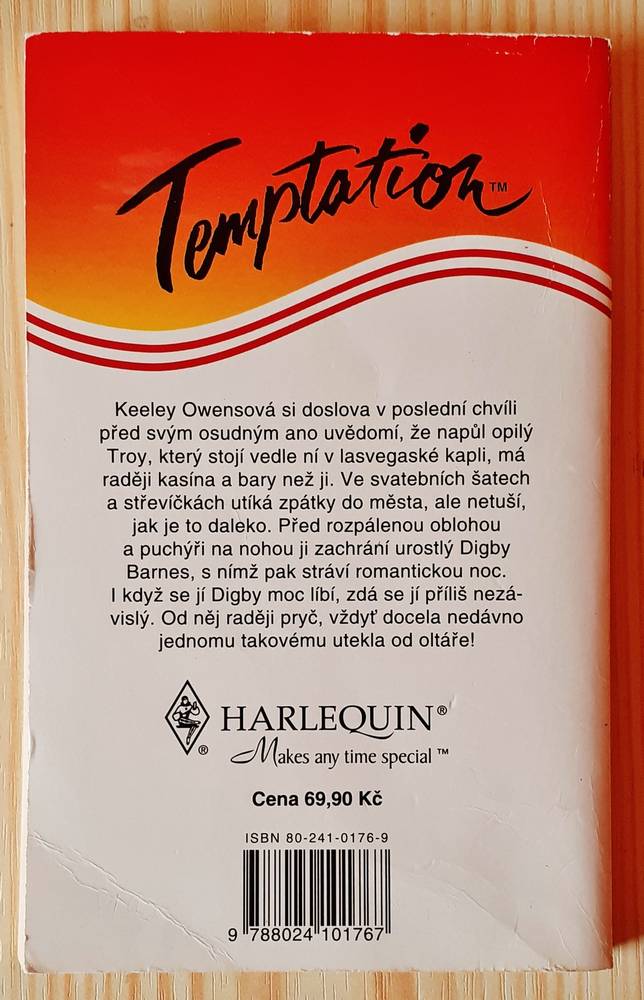 Temptation™
Keeley Owensová si doslova v poslední chvíli
před svým osudným ano uvědomí, že napůl opilý
Troy, který stojí vedle ní v lasvegaské kapli, má
raději kasína a bary než ji. Ve svatebních šatech
a střevíčkách utíká zpátky do města, ale netuší,
jak je to daleko. Před rozpálenou oblohou
a puchýři na nohou ji zachrání urostlý Digby
Barnes, s nímž pak stráví romantickou noc.
I když se jí Digby moc líbí, zdá se jí příliš nezá-
vislý. Od něj raději pryč, vždyť docela nedávno
jednomu takovému utekla od oltáře!
® HARLEQUIN®
Makes any time special™
Cena 69,90 Kč
ISBN 80-241-0176-9
9 788024 101767